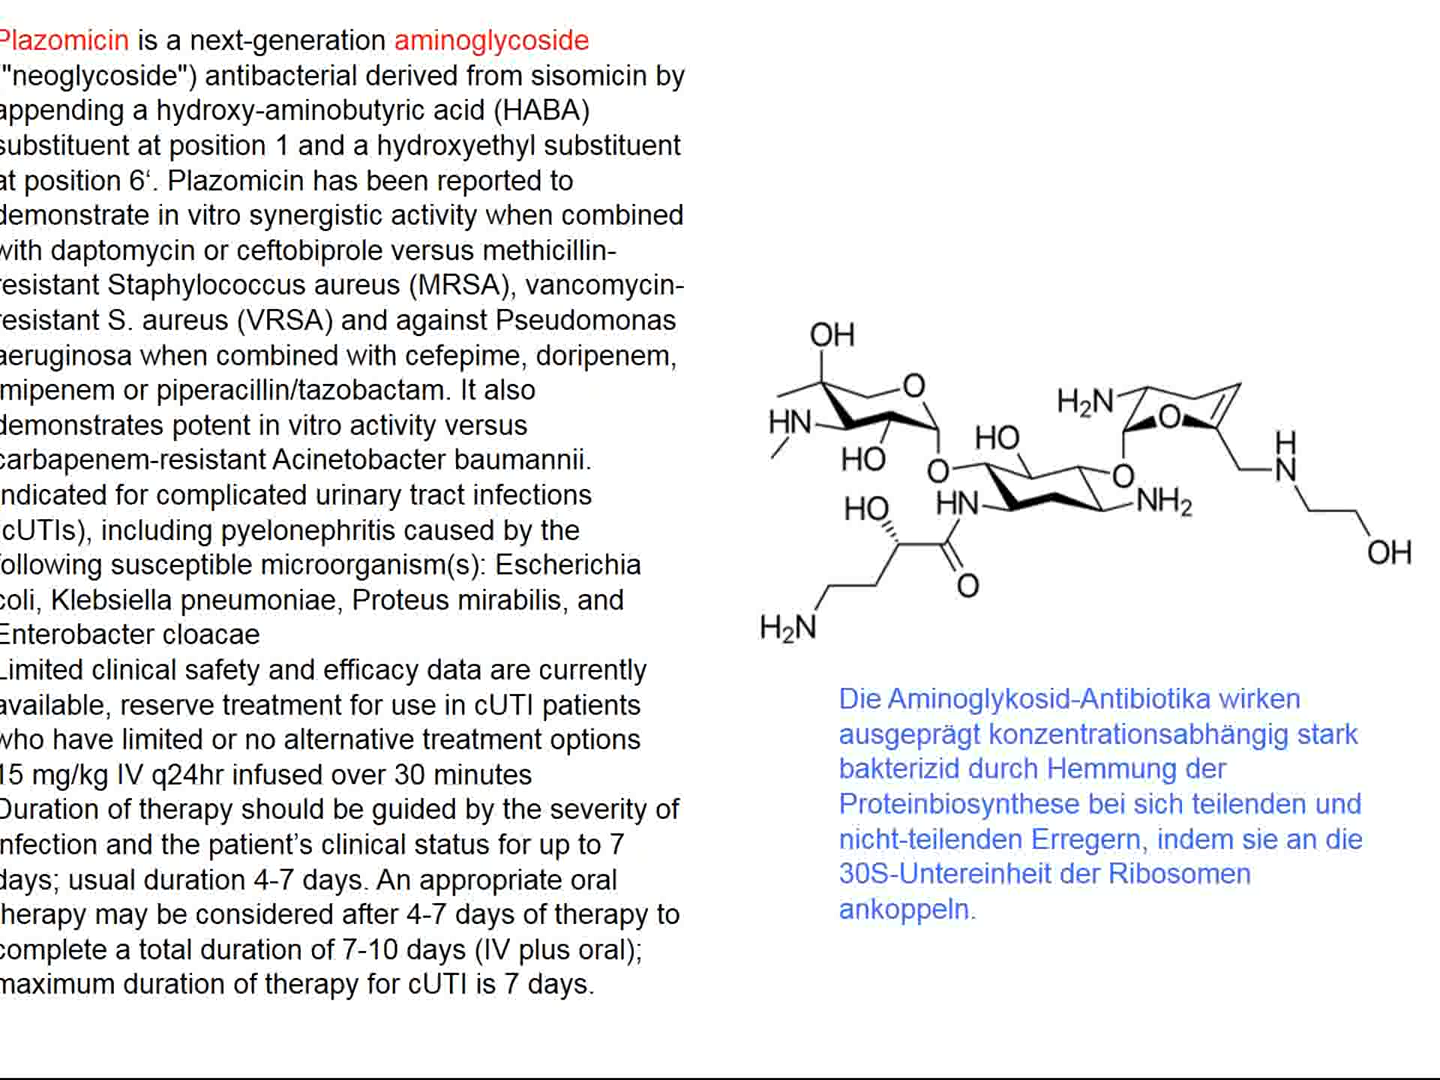 Plazomicin is a next-generation aminoglycoside
"neoglycoside") antibacterial derived from sisomicin by
appending a hydroxy-aminobutyric acid (HABA)
substituent at position 1 and a hydroxyethyl substituent
at position 6‘. Plazomicin has been reported to
demonstrate in vitro synergistic activity when combined
with daptomycin or ceftobiprole versus methicillin-
resistant Staphylococcus aureus (MRSA), vancomycin-
resistant S. aureus (VRSA) and against Pseudomonas
aeruginosa when combined with cefepime, doripenem,
imipenem or piperacillin/tazobactam. It also
demonstrates potent in vitro activity versus
carbapenem-resistant Acinetobacter baumannii.
Indicated for complicated urinary tract infections
(cUTIs), including pyelonephritis caused by the
following susceptible microorganism(s): Escherichia
coli, Klebsiella pneumoniae, Proteus mirabilis, and
Enterobacter cloacae
Limited clinical safety and efficacy data are currently
available, reserve treatment for use in cUTI patients
who have limited or no alternative treatment options
15 mg/kg IV q24hr infused over 30 minutes
Duration of therapy should be guided by the severity of
infection and the patient’s clinical status for up to 7
days; usual duration 4-7 days. An appropriate oral
therapy may be considered after 4-7 days of therapy to
complete a total duration of 7-10 days (IV plus oral);
maximum duration of therapy for cUTI is 7 days.
OH
O
H2N
O
HN
HO
HO
H
N
O
O
HO
HN
NH2
OH
O
H2N
Die Aminoglykosid-Antibiotika wirken
ausgeprägt konzentrationsabhängig stark
bakterizid durch Hemmung der
Proteinbiosynthese bei sich teilenden und
nicht-teilenden Erregern, indem sie an die
30S-Untereinheit der Ribosomen
ankoppeln.